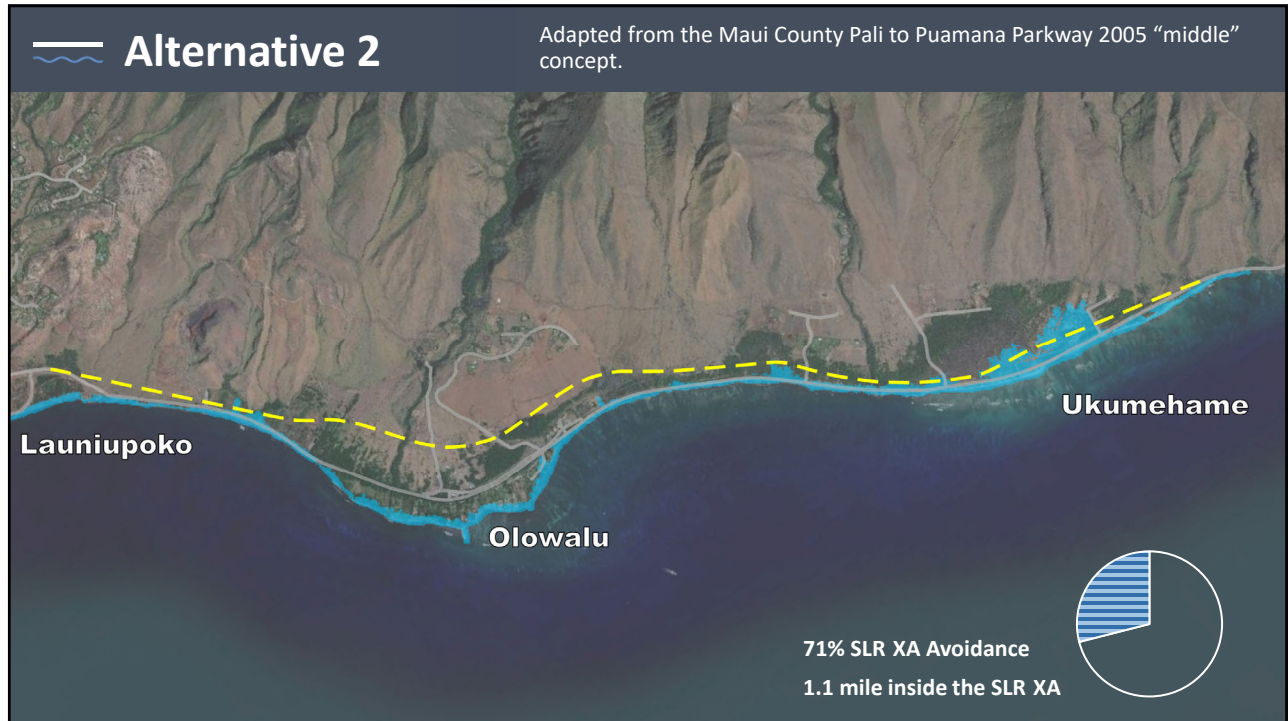 Alternative 2
Adapted from the Maui County Pali to Puamana Parkway 2005 “middle”
concept.
Launiupoko
Olowalu
Ukumehame
71% SLR XA Avoidance
1.1 mile inside the SLR XA